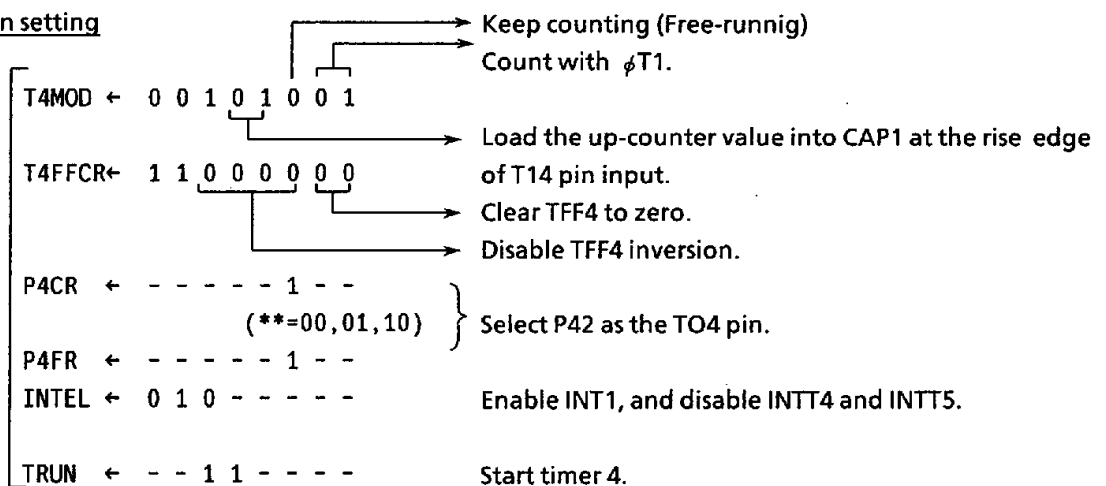 n setting
Keep counting (Free-runnig)
Count with ϕT1.
T4MOD ← 0 0 1 0 1 0 0 1
Load the up-counter value into CAP1 at the rise edge
T4FFCR← 1 1 0 0 0 0 0 0 of T14 pin input.
Clear TFF4 to zero.
Disable TFF4 inversion.
P4CR ← - - - - - 1 - -
(**=00,01,10) Select P42 as the TO4 pin.
P4FR ← - - - - - 1 - -
INTEL ← 0 1 0 - - - - - Enable INT1, and disable INTT4 and INTT5.
TRUN ← - - 1 1 - - - - Start timer 4.